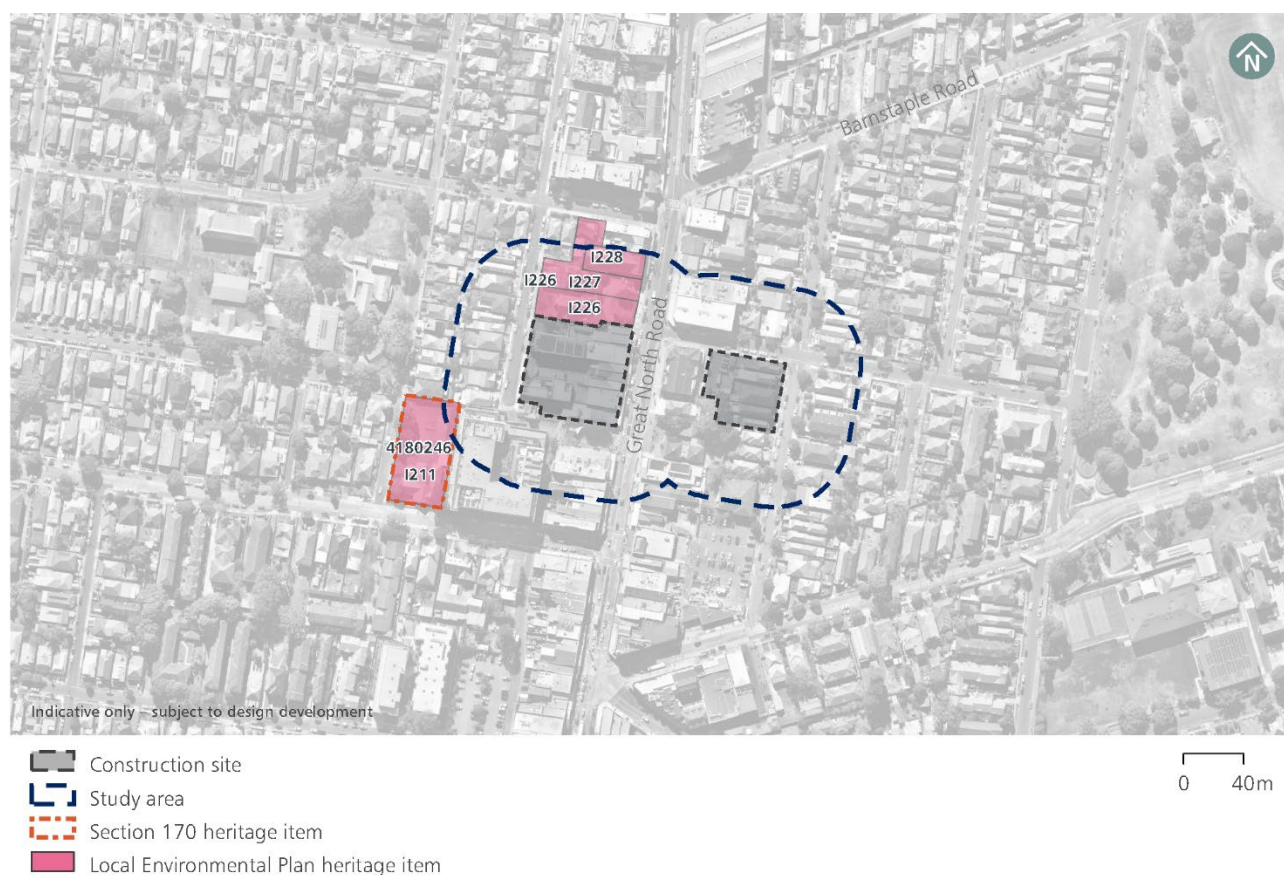 N
Barnstaple Road
I228
I226 I227
I226
Great North Road
4180246
I211
Indicative only – subject to design development
Construction site
Study area
Section 170 heritage item
Local Environmental Plan heritage item
0 40m